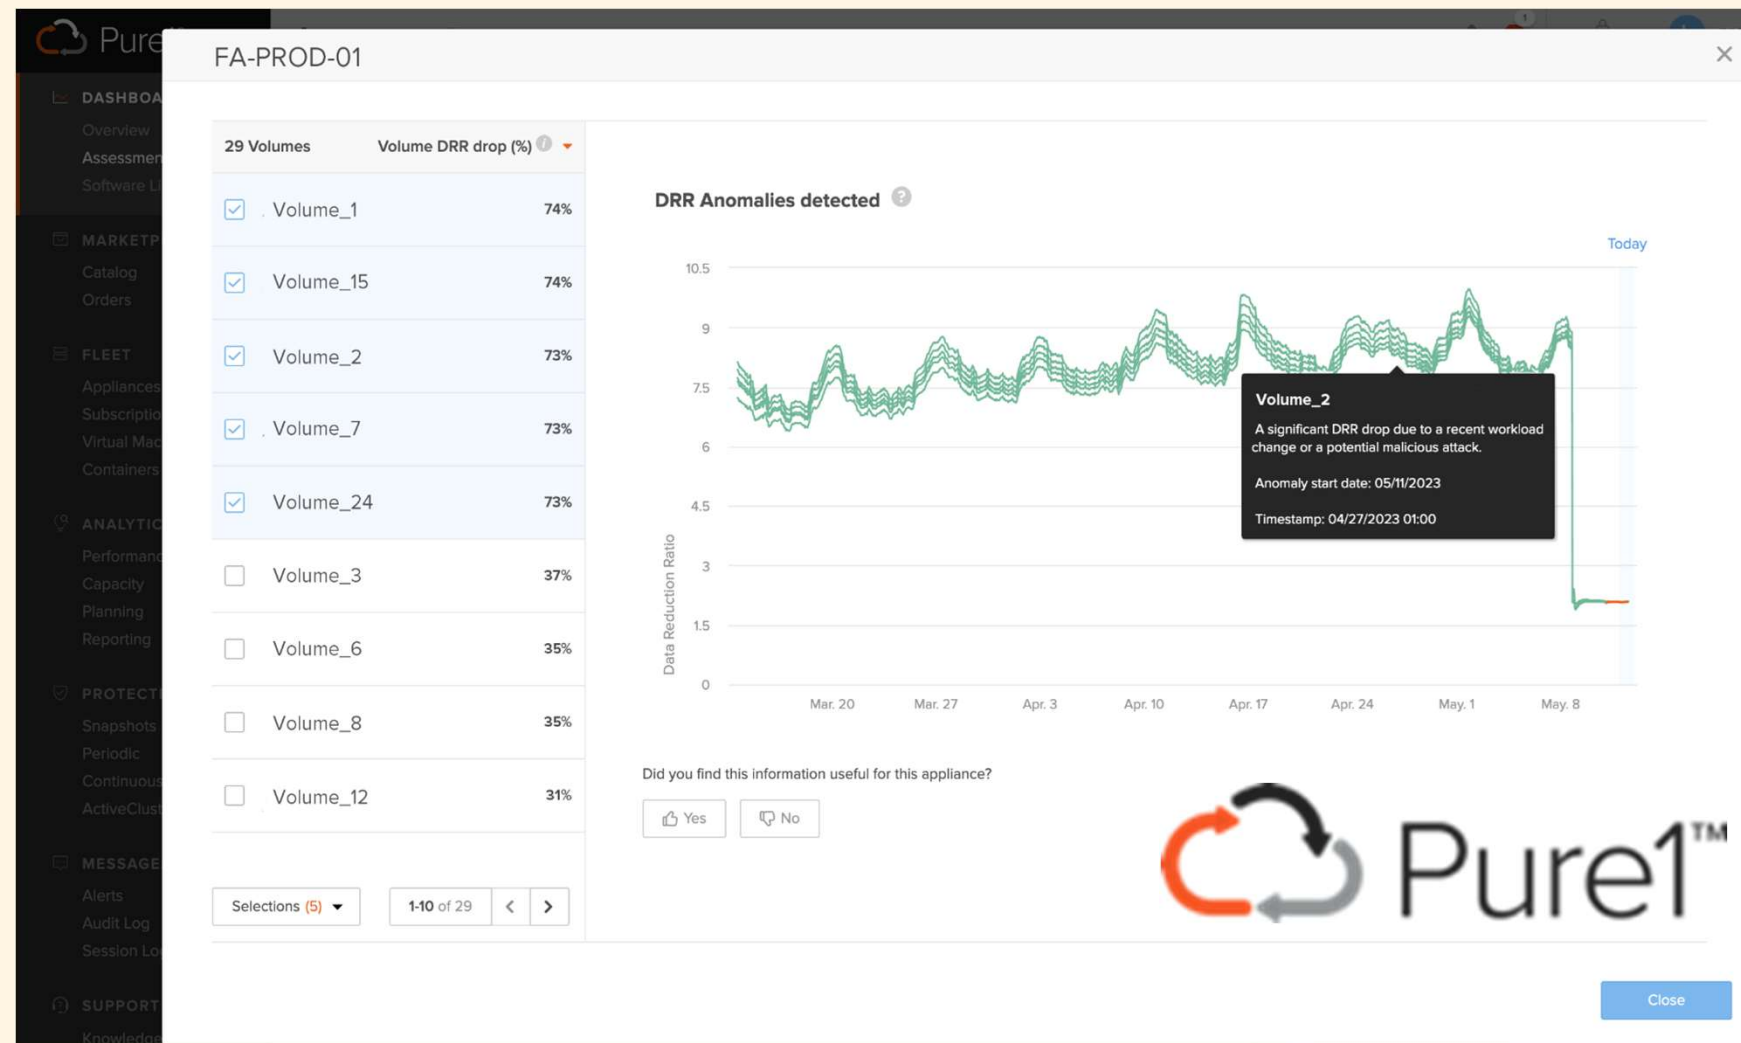 Pure
1
FA-PROD-01
DASHBOA
Overview
Assessmen
Software Li
MARKETP
Catalog
Orders
FLEET
Appliances
Subscriptio
Virtual Mac
Containers
ANALYTIC
Performanc
Capacity
Planning
Reporting
PROTECTI
Snapshots
Periodic
Continuous
ActiveClust
MESSAGE
Alerts
Audit Log
Session Lo
SUPPORT
Knowledge
29 Volumes Volume DRR drop (%)
Volume_1 74%
Volume_15 74%
Volume_2 73%
Volume_7 73%
Volume_24 73%
Volume_3 37%
Volume_6 35%
Volume_8 35%
Volume_12 31%
Selections (5)
1-10 of 29
DRR Anomalies detected ?
Today
10.5
9
7.5
6
4.5
3
1.5
0
Data Reduction Ratio
Mar. 20 Mar. 27 Apr. 3 Apr. 10 Apr. 17 Apr. 24 May. 1 May. 8
Volume_2
A significant DRR drop due to a recent workload
change or a potential malicious attack.
Anomaly start date: 05/11/2023
Timestamp: 04/27/2023 01:00
Did you find this information useful for this appliance?
Yes No
Pure1™
Close